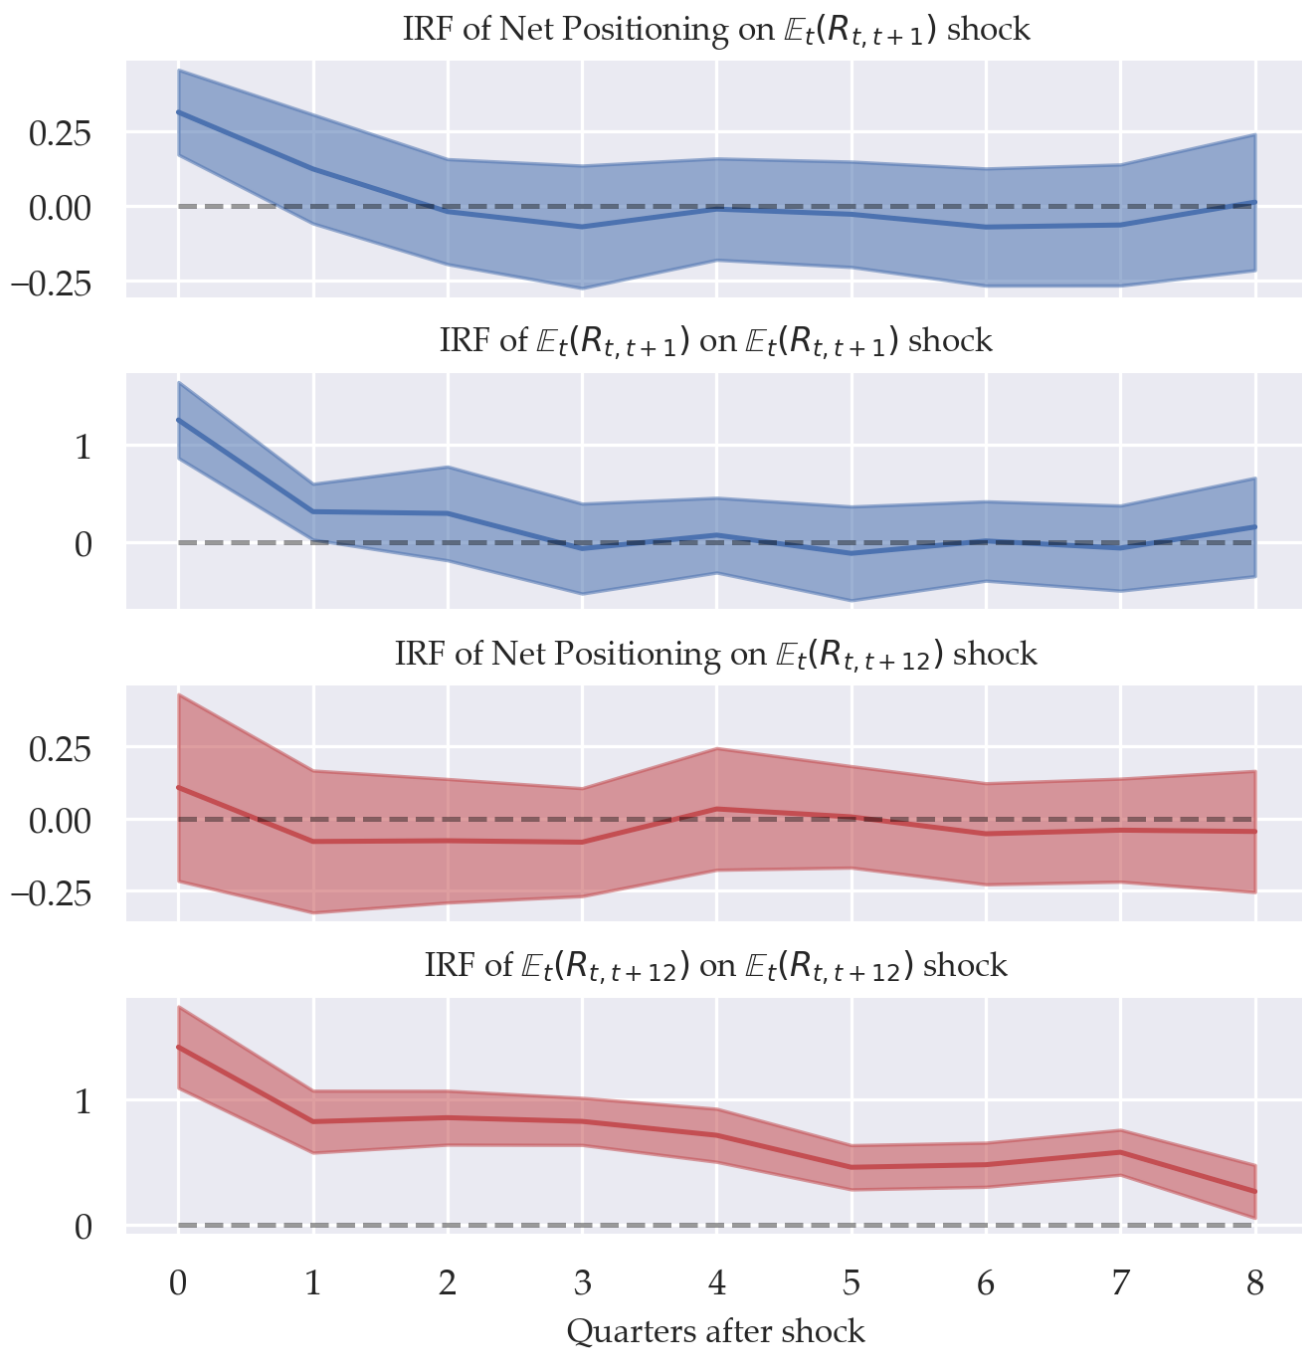 IRF of Net Positioning on 𝔼ₜ(Rₜ, ₜ₊₁) shock
0.25
0.00
−0.25
IRF of 𝔼ₜ(Rₜ, ₜ₊₁) on 𝔼ₜ(Rₜ, ₜ₊₁) shock
1
0
IRF of Net Positioning on 𝔼ₜ(Rₜ, ₜ₊₁₂) shock
0.25
0.00
−0.25
IRF of 𝔼ₜ(Rₜ, ₜ₊₁₂) on 𝔼ₜ(Rₜ, ₜ₊₁₂) shock
1
0
0 1 2 3 4 5 6 7 8
Quarters after shock